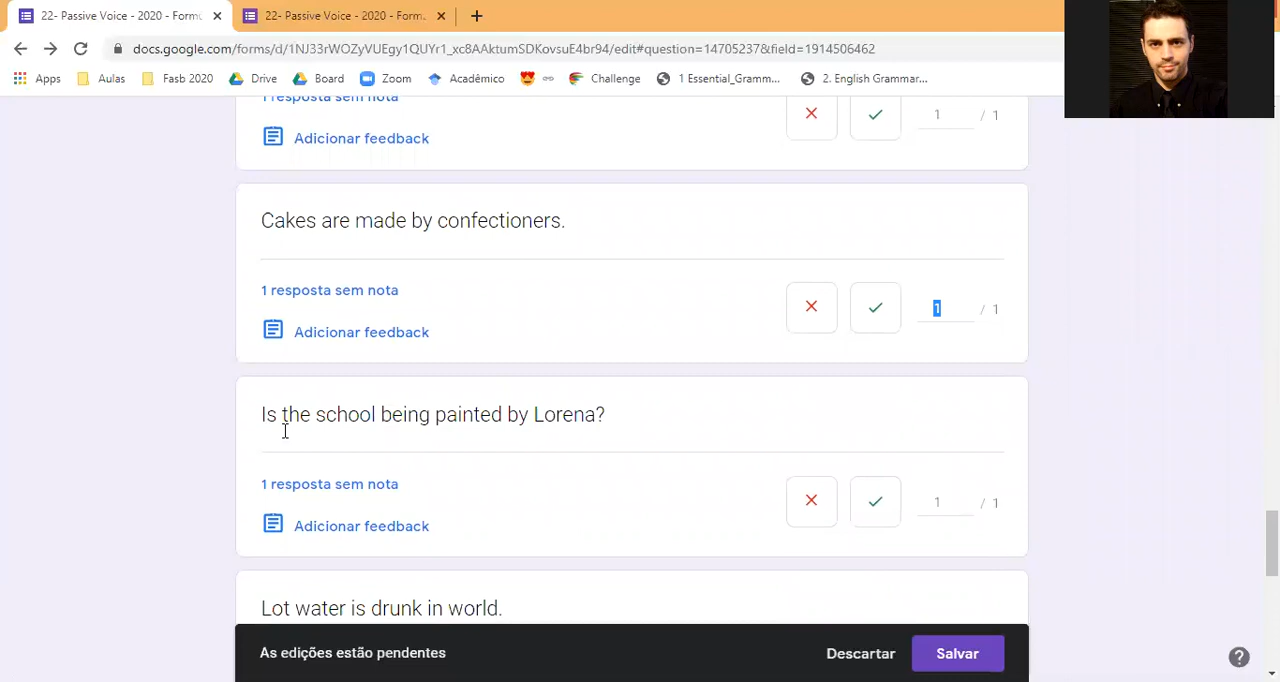 22- Passive Voice - 2020 - Formu
22- Passive Voice - 2020 - Form.
docs.google.com/forms/d/1NJ33rWOZyVUEgy1QUYr1_XoSAAktumSDKovsuE4br94/edit#question=14705237&field=1914506462
Apps Aulas Fasb 2020 Drive Board Zoom Acadêmico Challenge 1 Essential_Gramm... 2. English Grammar...
1 resposta sem nota
1 / 1
Adicionar feedback
Cakes are made by confectioners.
1 resposta sem nota
1 / 1
Adicionar feedback
Is the school being painted by Lorena?
1 resposta sem nota
1 / 1
Adicionar feedback
Lot water is drunk in world.
As edições estão pendentes
Descartar
Salvar